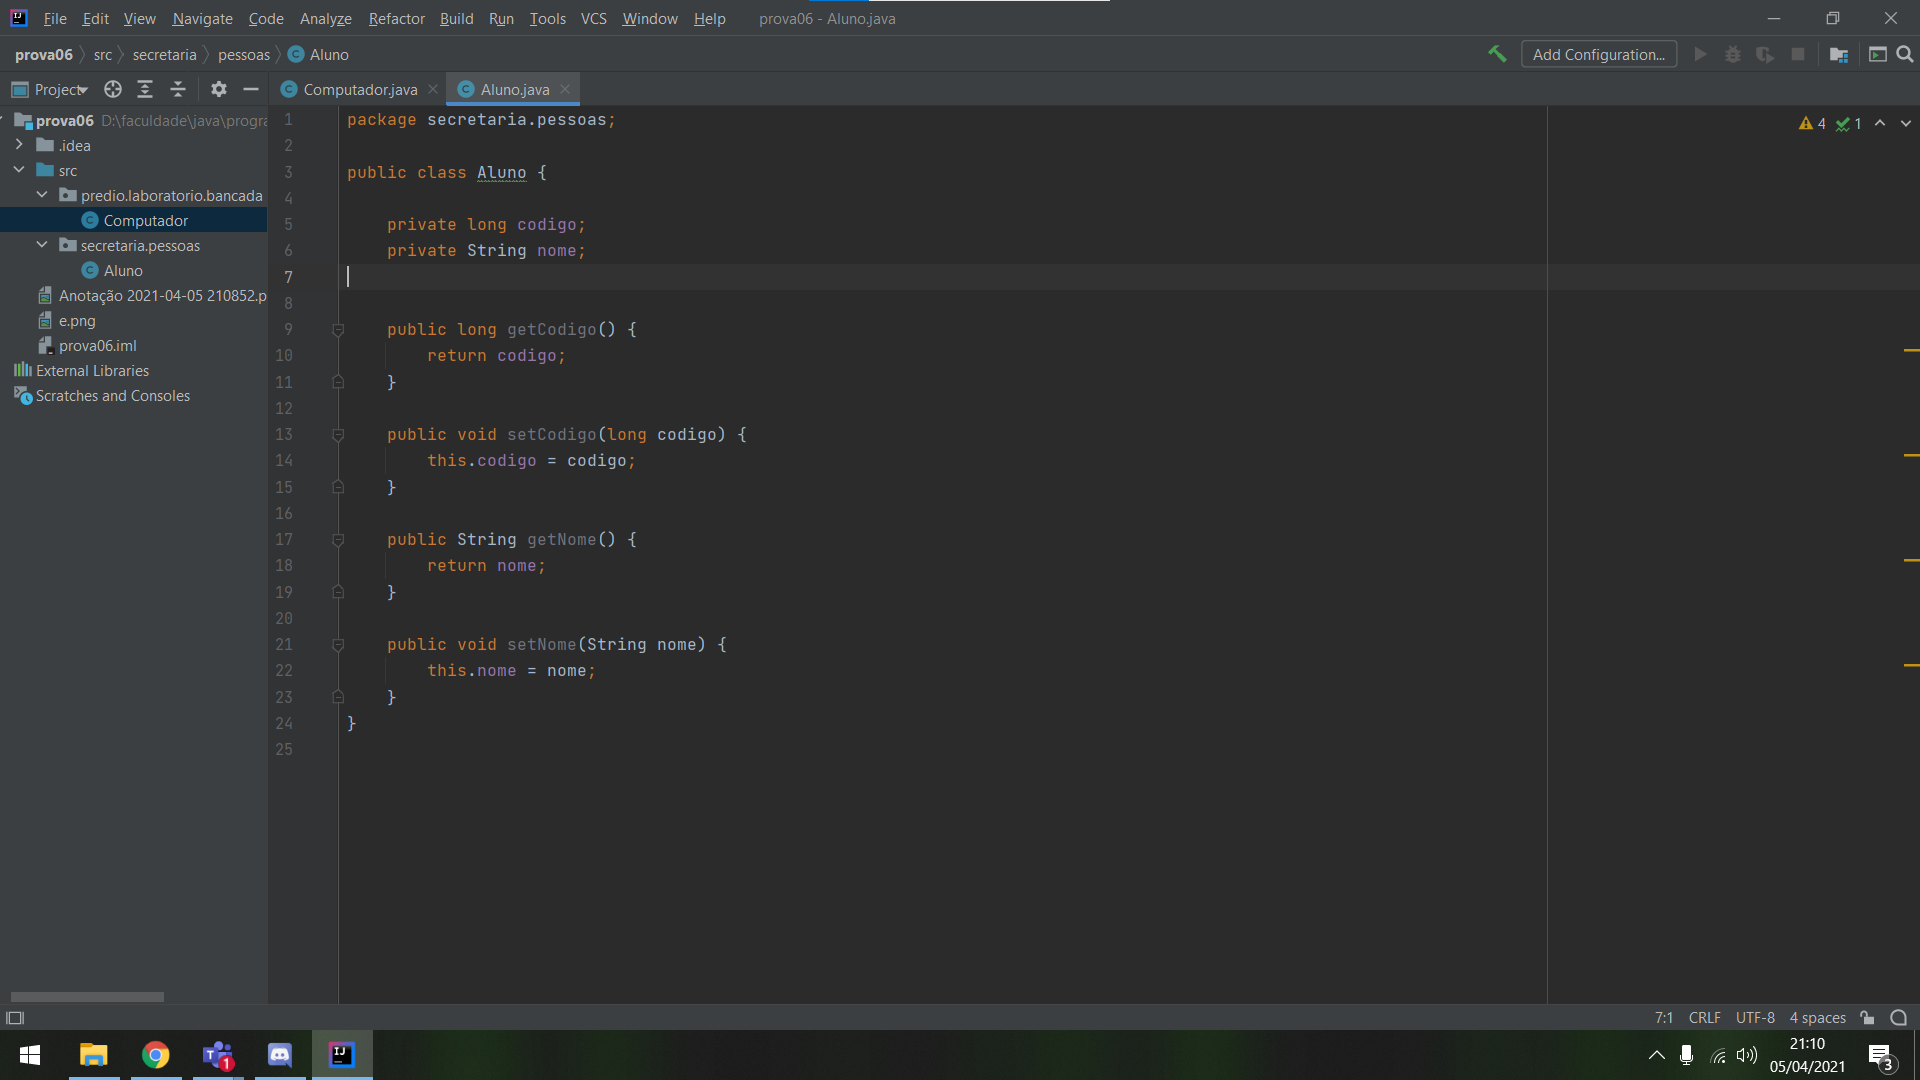 File Edit View Navigate Code Analyze Refactor Build Run Tools VCS Window Help prova06 - Aluno.java
prova06 src secretaria pessoas C Aluno Add Configuration...
Project C Computador.java C Aluno.java
prova06 D:\faculdade\java\progra
.idea
src
predio.laboratorio.bancada
C Computador
secretaria.pessoas
C Aluno
Anotação 2021-04-05 210852.p
e.png
prova06.iml
External Libraries
Scratches and Consoles
4 1
1 package secretaria.pessoas;
2
3 public class Aluno {
4
5 private long codigo;
6 private String nome;
7
8
9 public long getCodigo() {
10 return codigo;
11 }
12
13 public void setCodigo(long codigo) {
14 this.codigo = codigo;
15 }
16
17 public String getNome() {
18 return nome;
19 }
20
21 public void setNome(String nome) {
22 this.nome = nome;
23 }
24 }
25
7:1 CRLF UTF-8 4 spaces
T 1 IJ
21:10
05/04/2021
3